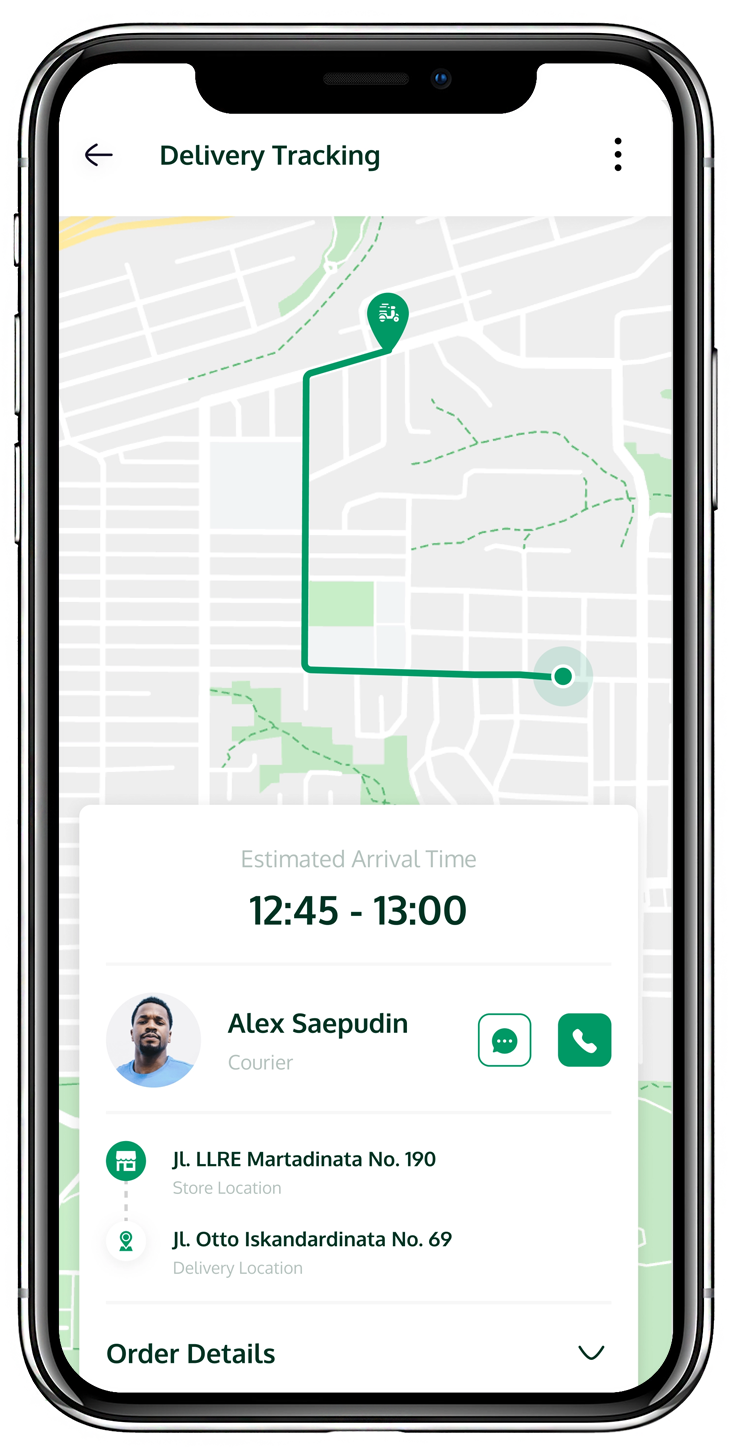 Delivery Tracking
Estimated Arrival Time
12:45 - 13:00
Alex Saepudin
Courier
Jl. LLRE Martadinata No. 190
Store Location
Jl. Otto Iskandardinata No. 69
Delivery Location
Order Details